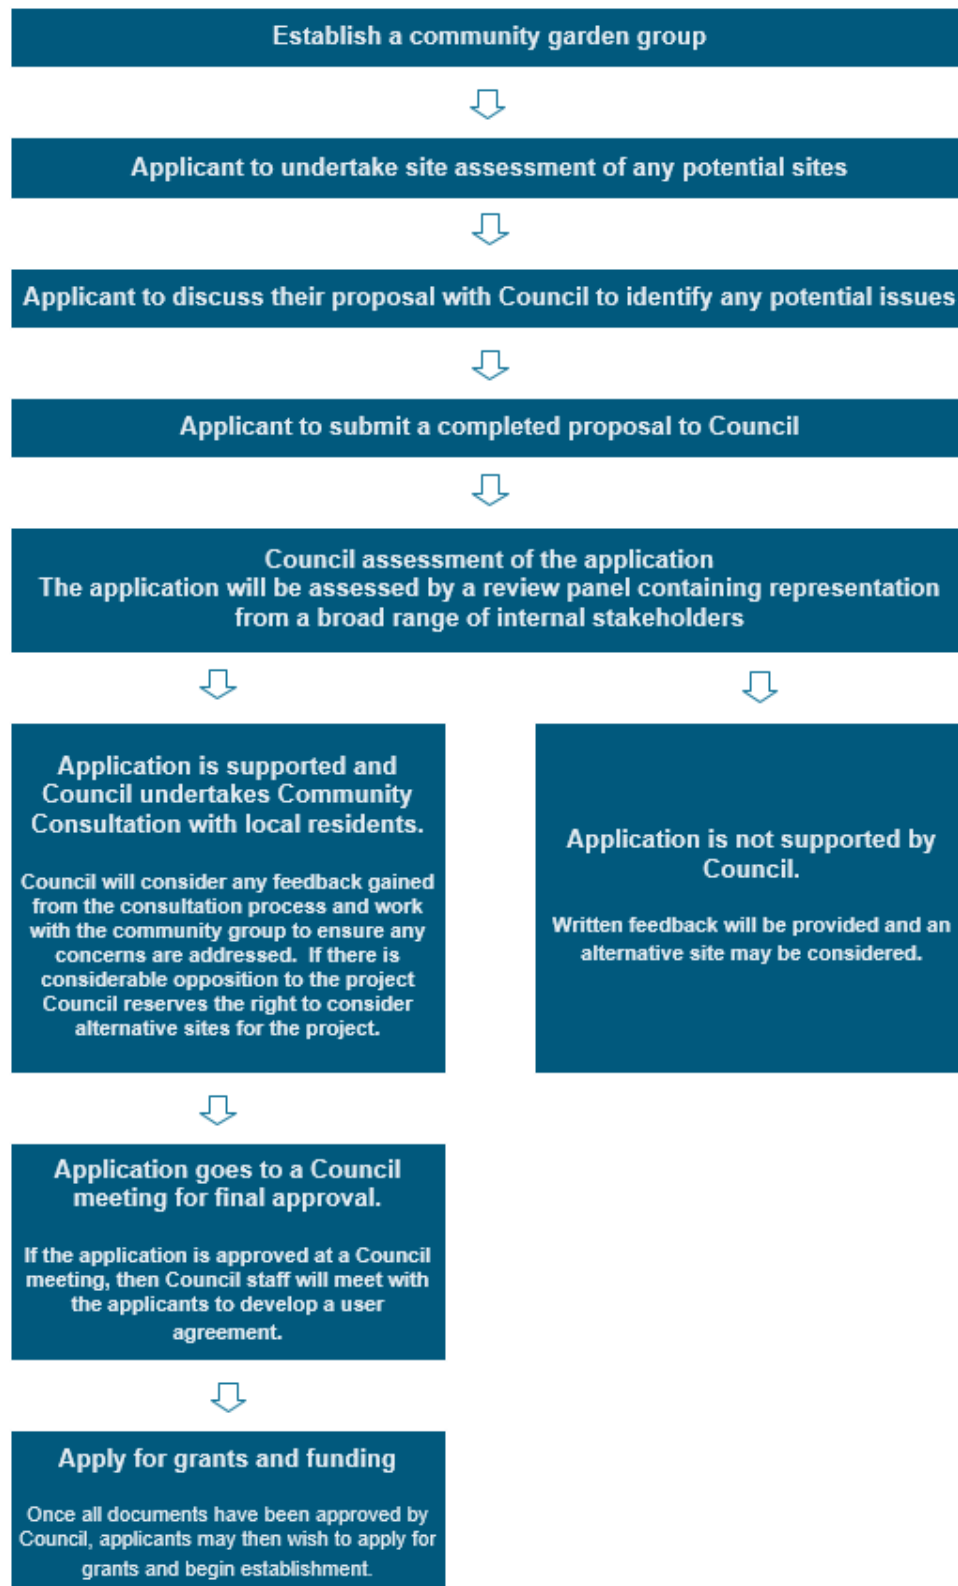 Establish a community garden group
Applicant to undertake site assessment of any potential sites
Applicant to discuss their proposal with Council to identify any potential issues
Applicant to submit a completed proposal to Council
Council assessment of the application
The application will be assessed by a review panel containing representation
from a broad range of internal stakeholders
Application is supported and
Council undertakes Community
Consultation with local residents.
Council will consider any feedback gained
from the consultation process and work
with the community group to ensure any
concerns are addressed.  If there is
considerable opposition to the project
Council reserves the right to consider
alternative sites for the project.
Application is not supported by
Council.
Written feedback will be provided and an
alternative site may be considered.
Application goes to a Council
meeting for final approval.
If the application is approved at a Council
meeting, then Council staff will meet with
the applicants to develop a user
agreement.
Apply for grants and funding
Once all documents have been approved by
Council, applicants may then wish to apply for
grants and begin establishment.